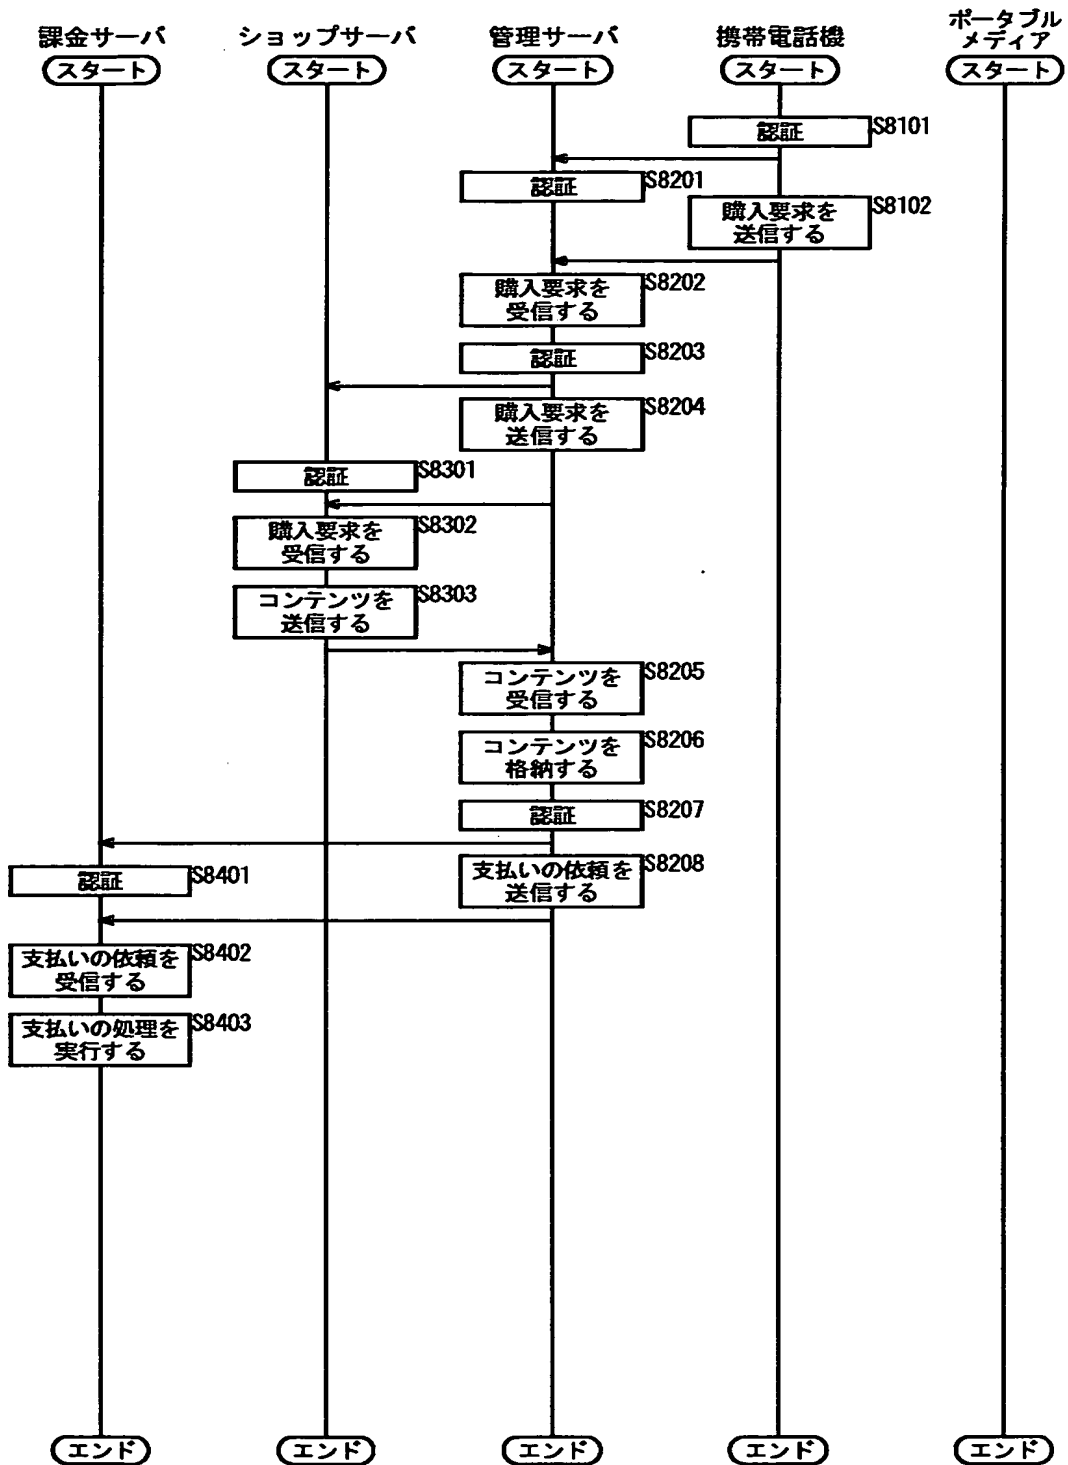 課金サーバ
ショップサーバ
管理サーバ
携帯電話機
ポータブル
メディア
スタート
スタート
スタート
スタート
スタート
認証
S8101
認証
S8201
購入要求を
送信する
S8102
購入要求を
受信する
S8202
認証
S8203
購入要求を
送信する
S8204
認証
S8301
購入要求を
受信する
S8302
コンテンツを
送信する
S8303
コンテンツを
受信する
S8205
コンテンツを
格納する
S8206
認証
S8207
支払いの依頼を
送信する
S8208
認証
S8401
支払いの依頼を
受信する
S8402
支払いの処理を
実行する
S8403
エンド
エンド
エンド
エンド
エンド